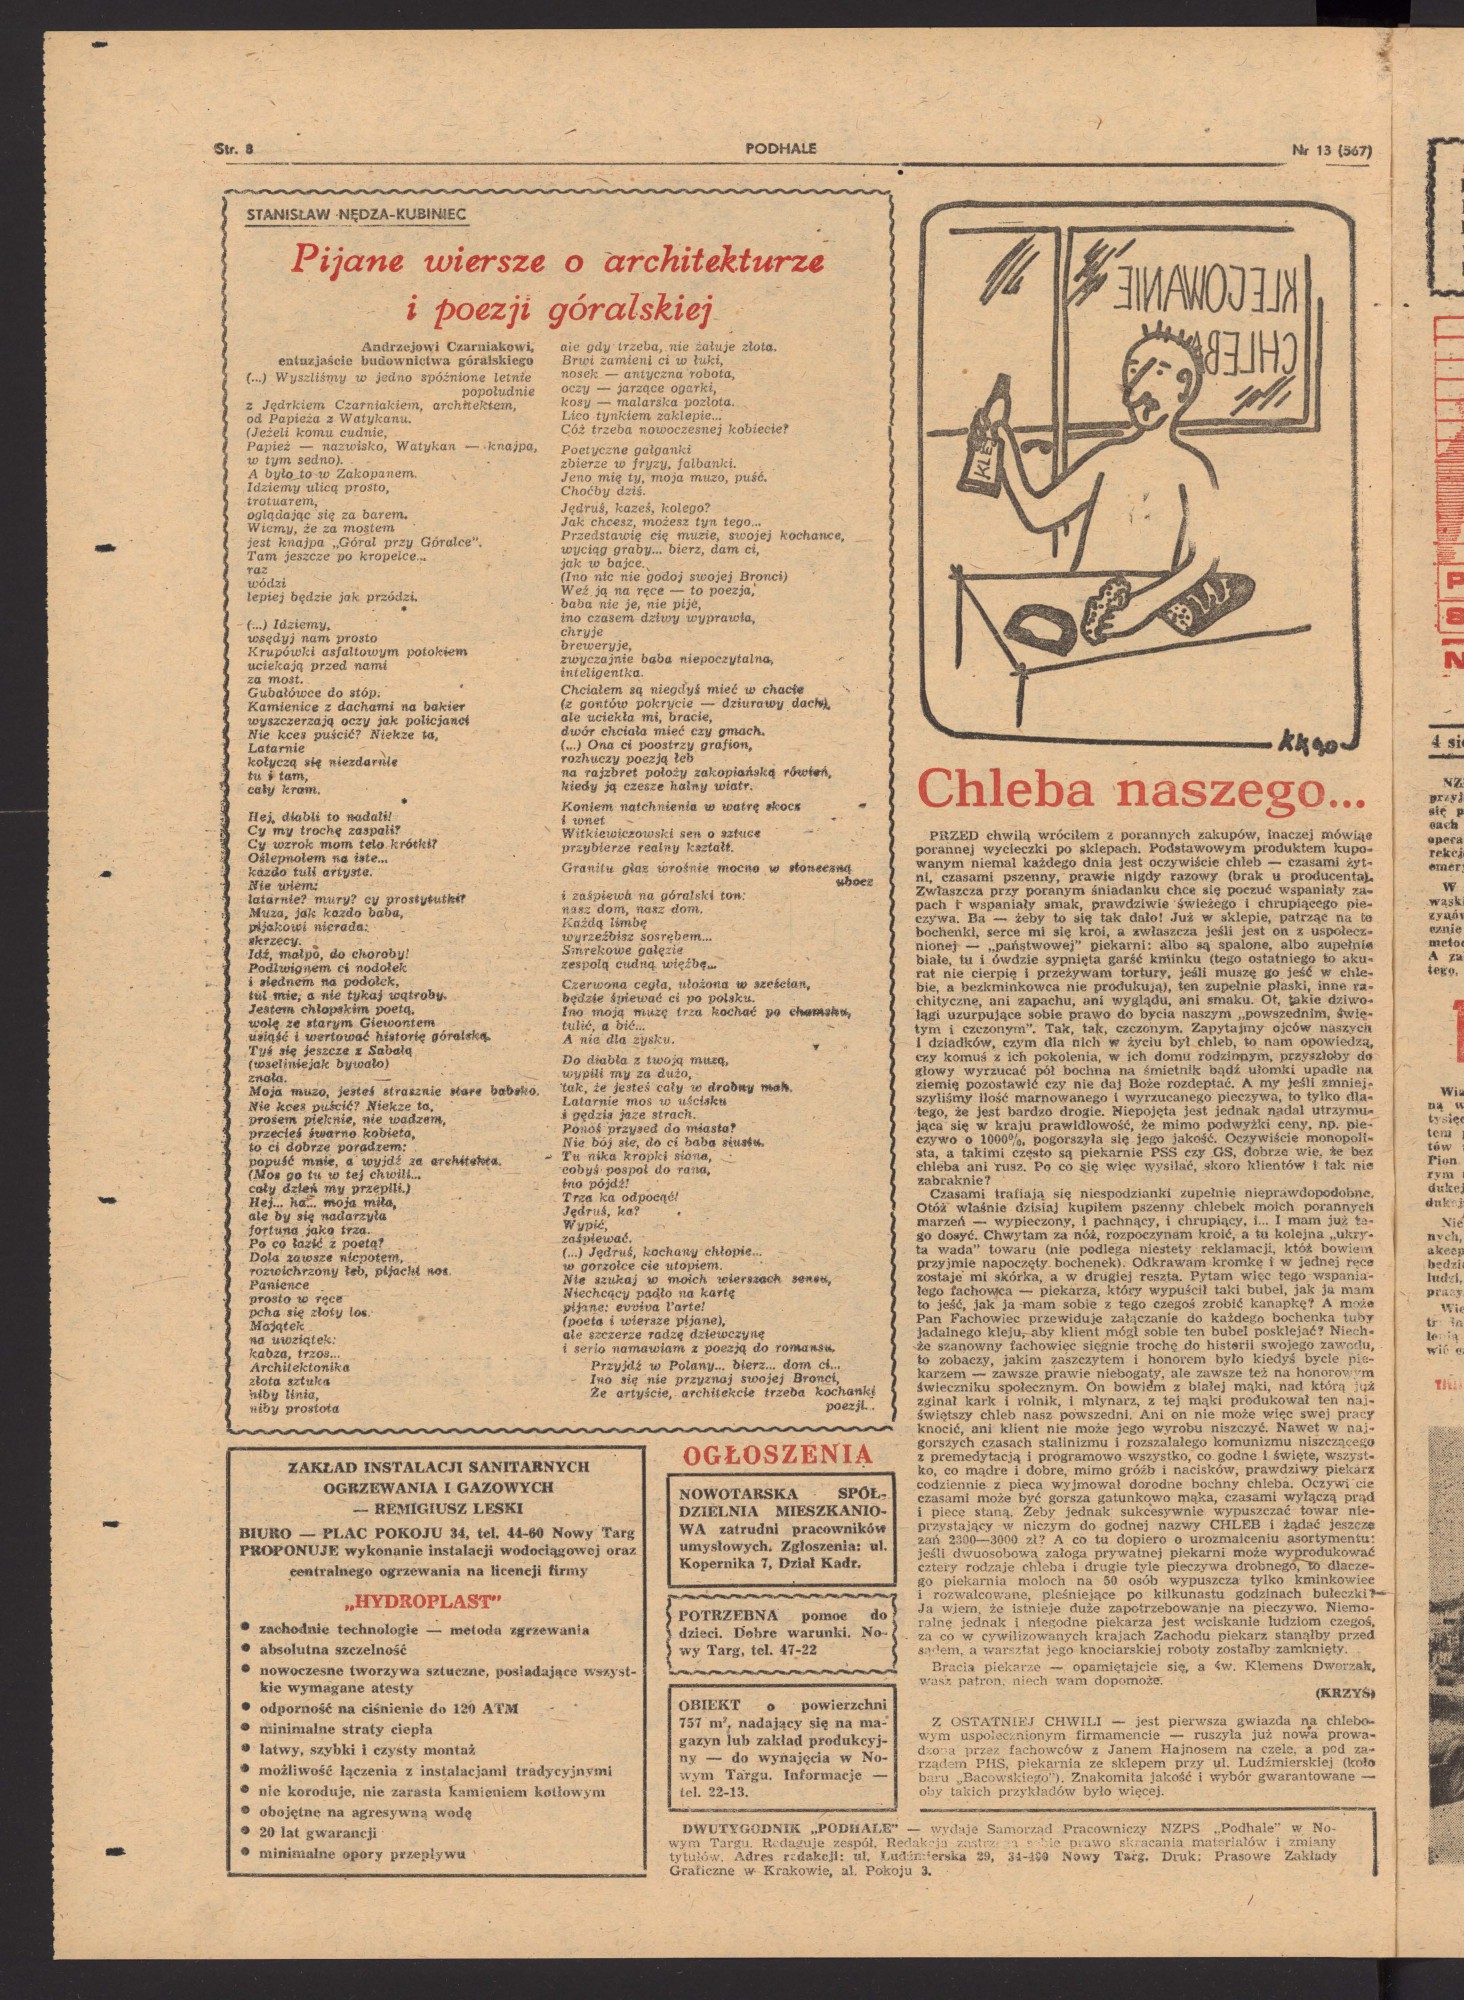 Str. 8
PODHALE
Nr 13 (567)
STANISŁAW NĘDZA-KUBINIEC
Pijane wiersze o architekturze
i poezji góralskiej
Andrzejowi Czarniakowi,
entuzjaście budownictwa góralskiego
(...) Wyszliśmy w jedno spóźnione letnie
popołudnie
z Jędrkiem Czarniakiem, architektem,
od Papieża z Watykanu.
(Jeżeli komu cudnie,
Papież — nazwisko, Watykan — knajpa,
w tym sedno).
A było to w Zakopanem.
Idziemy ulicą prosto,
trotuarem,
oglądając się za barem.
Wiemy, że za mostem
jest knajpa „Góral przy Góralce".
Tam jeszcze po kropelce...
raz
wódzi
lepiej będzie jak przódzi.
(...) Idziemy,
wsędyj nam prosto
Krupówki asfaltowym potokiem
uciekają przed nami
za most.
Gubałówce do stóp.
Kamienice z dachami na bakier
wyszczerzają oczy jak policjanci
Nie kces puścić? Niekze ta,
Latarnie
kołyczą się niezdarnie
tu i tam,
cały kram.
Hej, diabli to nadali!
Cy my trochę zaspali?
Cy wzrok mom telo krótki?
Oślepnołem na iste...
kazdo tuli artyste.
Nie wiem:
latarnie? mury? cy prostytutki?
Muza, jak kazdo baba,
pijakowi nierada:
skrzecy.
Idź, małpo, do choroby!
Podlwignem ci nodołek
i siednem na podołek,
tul mie, a nie tykaj wątroby.
Jestem chłopskim poetą,
wolę ze starym Giewontem
usiąść i wertować historię góralską.
Tyś się jeszcze z Sabałą
(wseliniejak bywało)
znała.
Moja muzo, jesteś strasznie stare babsko.
Nie kces puścić? Niekze ta,
prosem pieknie, nie wadzem,
przecieś śwarno kobieta,
to ci dobrze poradzem:
popuść mnie, a wyjdź za architekta.
(Mos go tu w tej chwili...
cały dzień my przepili.)
Hej... ha... moja miła,
ale by się nadarzyła
fortuna jako trza.
Po co łazić z poetą?
Dola zawsze nicpotem,
rozwichrzony łeb, pijacki nos.
Panience
prosto w ręce
pcha się złoty los.
Majątek
na uwziątek:
kabza, trzos...
Architektonika
złota sztuka
niby linia,
niby prostota
ale gdy trzeba, nie żałuje złota.
Brwi zamieni ci w łuki,
nosek — antyczna robota,
oczy — jarzące ogarki,
kosy — malarska pozłota.
Lico tynkiem zaklepie...
Cóż trzeba nowoczesnej kobiecie?
Poetyczne gałganki
zbierze w fryzy, falbanki.
Jeno mię ty, moja muzo, puść.
Choćby dziś.
Jędruś, kaześ, kolego?
Jak chcesz, możesz tyn tego...
Przedstawię cię muzie, swojej kochance,
wyciąg graby... bierz, dam ci,
jak w bajce.
(Ino nic nie godoj swojej Bronci)
Weź ją na ręce — to poezja,
baba nie je, nie pije,
ino czasem dziwy wyprawia,
chryje
breweryje,
zwyczajnie baba niepoczytalna,
inteligentka.
Chciałem są niegdyś mieć w chacie
(z gontów pokrycie — dziurawy dach),
ale uciekła mi, bracie,
dwór chciała mieć czy gmach.
(...) Ona ci poostrzy grafion,
rozhuczy poezją łeb
na rajzbret położy zakopiańską rówień,
kiedy ją czesze halny wiatr.
Koniem natchnienia w watrę skocz
i wnet
Witkiewiczowski sen o sztuce
przybierze realny kształt.
Granitu głaz wrośnie mocno w słoneczną
ubocz
i zaśpiewa na góralski ton:
nasz dom, nasz dom.
Każdą limbę
wyrzeźbisz sosrębem...
Smrekowe gałęzie
zespolą cudną więźbę...
Czerwona cegła, ułożona w sześcian,
będzie śpiewać ci po polsku.
Ino moją muzę trza kochać po chamsku,
tulić, a bić...
A nie dla zysku.
Do diabła z twoją muzą,
wypili my za dużo,
tak, że jesteś cały w drobny mak.
Latarnie mos w uścisku
i gędzis jaze strach.
Ponoś przysed do miasta?
Nie bój sie, do ci baba siustu.
Tu nika kropki siana,
cobyś pospoł do rana,
ino pójdź!
Trza ka odpocąć!
Jędruś, ka?
Wypić,
zaśpiewać.
(...) Jędruś, kochany chłopie...
w gorzołce cie utopiem.
Nie szukaj w moich wierszach sensu,
Niechcący padło na kartę
pijane: evviva l'arte!
(poeta i wiersze pijane),
ale szczerze radzę dziewczynę
i serio namawiam z poezją do romansu.
Przyjdź w Polany... bierz... dom ci...
Ino się nie przyznaj swojej Bronci,
Że artyście, architekcie trzeba kochanki
poezji...
KLEJOWANIE
CHLEBA
KLEJ
Chleba naszego...
PRZED chwilą wróciłem z porannych zakupów, inaczej mówiąc
porannej wycieczki po sklepach. Podstawowym produktem kupo-
wanym niemal każdego dnia jest oczywiście chleb — czasami żyt-
ni, czasami pszenny, prawie nigdy razowy (brak u producenta).
Zwłaszcza przy poranym śniadanku chce się poczuć wspaniały za-
pach i wspaniały smak, prawdziwie świeżego i chrupiącego pie-
czywa. Ba — żeby to się tak dało! Już w sklepie, patrząc na te
bochenki, serce mi się kroi, a zwłaszcza jeśli jest on z uspołecz-
nionej — „państwowej" piekarni: albo są spalone, albo zupełnie
białe, tu i ówdzie sypnięta garść kminku (tego ostatniego to aku-
rat nie cierpię i przeżywam tortury, jeśli muszę go jeść w chle-
bie, a bezkminkowca nie produkują), ten zupełnie płaski, inne ra-
chityczne, ani zapachu, ani wyglądu, ani smaku. Ot, takie dziwo-
lągi uzurpujące sobie prawo do bycia naszym „powszednim, świę-
tym i czczonym". Tak, tak, czczonym. Zapytajmy ojców naszych
i dziadków, czym dla nich w życiu był chleb, to nam opowiedzą,
czy komuś z ich pokolenia, w ich domu rodzinnym, przyszłoby do
głowy wyrzucać pół bochna na śmietnik bądź ułomki upadłe na
ziemię pozostawić czy nie daj Boże rozdeptać. A my jeśli zmniej-
szyliśmy ilość marnowanego i wyrzucanego pieczywa, to tylko dla-
tego, że jest bardzo drogie. Niepojęta jest jednak nadal utrzymu-
jąca się w kraju prawidłowość, że mimo podwyżki ceny, np. pie-
czywo o 1000%, pogorszyła się jego jakość. Oczywiście monopoli-
sta, a takimi często są piekarnie PSS czy GS, dobrze wie, że bez
chleba ani rusz. Po co się więc wysilać, skoro klientów i tak nie
zabraknie?
Czasami trafiają się niespodzianki zupełnie nieprawdopodobne.
Otóż właśnie dzisiaj kupiłem pszenny chlebek moich porannych
marzeń — wypieczony, i pachnący, i chrupiący, i... I mam już te-
go dosyć. Chwytam za nóż, rozpoczynam kroić, a tu kolejna „ukry-
ta wada" towaru (nie podlega niestety reklamacji, któż bowiem
przyjmie napoczęty bochenek). Odkrawam kromkę i w jednej ręce
zostaje mi skórka, a w drugiej reszta. Pytam więc tego wspania-
łego fachowca — piekarza, który wypuścił taki bubel, jak ja mam
to jeść, jak ja mam sobie z tego czegoś zrobić kanapkę? A może
Pan Fachowiec przewiduje załączanie do każdego bochenka tuby
jadalnego kleju, aby klient mógł sobie ten bubel posklejać? Niech-
że szanowny fachowiec sięgnie trochę do historii swojego zawodu,
to zobaczy, jakim zaszczytem i honorem było kiedyś bycie pie-
karzem — zawsze prawie niebogaty, ale zawsze też na honorowym
świeczniku społecznym. On bowiem z białej mąki, nad którą już
zginał kark i rolnik, i młynarz, z tej mąki produkował ten naj-
świętszy chleb nasz powszedni. Ani on nie może więc swej pracy
knocić, ani klient nie może jego wyrobu niszczyć. Nawet w naj-
gorszych czasach stalinizmu i rozszalałego komunizmu niszczącego
z premedytacją i programowo wszystko, co godne i święte, wszyst-
ko, co mądre i dobre, mimo gróźb i nacisków, prawdziwy piekarz
codziennie z pieca wyjmował dorodne bochny chleba. Oczywi cie
czasami może być gorsza gatunkowo mąka, czasami wyłączą prąd
i piece staną. Żeby jednak sukcesywnie wypuszczać towar nie-
przystający w niczym do godnej nazwy CHLEB i żądać jeszcze
zań 2300—3000 zł? A co tu dopiero o urozmaiceniu asortymentu:
jeśli dwuosobowa załoga prywatnej piekarni może wyprodukować
cztery rodzaje chleba i drugie tyle pieczywa drobnego, to dlacze-
go piekarnia moloch na 50 osób wypuszcza tylko kminkowiec
i rozwalcowane, pleśniejące po kilkunastu godzinach bułeczki?
Ja wiem, że istnieje duże zapotrzebowanie na pieczywo. Niemo-
ralne jednak i niegodne piekarza jest wciskanie ludziom czegoś,
za co w cywilizowanych krajach Zachodu piekarz stanąłby przed
sądem, a warsztat jego knociarskiej roboty zostałby zamknięty.
Bracia piekarze — opamiętajcie się, a św. Klemens Dworzak,
wasz patron, niech wam dopomoże.
(KRZYŚ)
Z OSTATNIEJ CHWILI — jest pierwsza gwiazda na chlebo-
wym uspołecznionym firmamencie — ruszyła już nowa prowa-
dzona przez fachowców z Janem Hajnosem na czele, a pod za-
rządem PHS, piekarnia ze sklepem przy ul. Ludźmierskiej (koło
baru „Bacowskiego"). Znakomita jakość i wybór gwarantowane —
oby takich przykładów było więcej.
ZAKŁAD INSTALACJI SANITARNYCH
OGRZEWANIA I GAZOWYCH
— REMIGIUSZ LESKI
BIURO — PLAC POKOJU 34, tel. 44-60 Nowy Targ
PROPONUJE wykonanie instalacji wodociągowej oraz
centralnego ogrzewania na licencji firmy
„HYDROPLAST"
● zachodnie technologie — metoda zgrzewania
● absolutna szczelność
● nowoczesne tworzywa sztuczne, posiadające wszyst-
kie wymagane atesty
● odporność na ciśnienie do 120 ATM
● minimalne straty ciepła
● łatwy, szybki i czysty montaż
● możliwość łączenia z instalacjami tradycyjnymi
● nie koroduje, nie zarasta kamieniem kotłowym
● obojętne na agresywną wodę
● 20 lat gwarancji
● minimalne opory przepływu
OGŁOSZENIA
NOWOTARSKA SPÓŁ-
DZIELNIA MIESZKANIO-
WA zatrudni pracowników
umysłowych. Zgłoszenia: ul.
Kopernika 7, Dział Kadr.
POTRZEBNA pomoc do
dzieci. Dobre warunki. No-
wy Targ, tel. 47-22
OBIEKT o powierzchni
757 m², nadający się na ma-
gazyn lub zakład produkcyj-
ny — do wynajęcia w No-
wym Targu. Informacje —
tel. 22-13.
DWUTYGODNIK „PODHALE" — wydaje Samorząd Pracowniczy NZPS „Podhale" w No-
wym Targu. Redaguje zespół. Redakcja zastrzega sobie prawo skracania materiałów i zmiany
tytułów. Adres redakcji: ul. Ludźmierska 29, 34-400 Nowy Targ. Druk: Prasowe Zakłady
Graficzne w Krakowie, al. Pokoju 3.